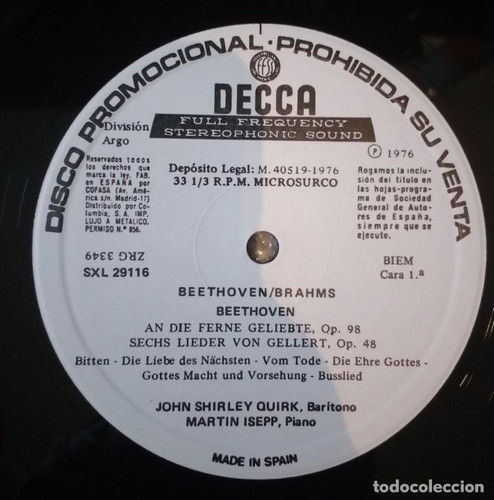 DISCO PROMOCIONAL · PROHIBIDA SU VENTA
DECCA
FULL FREQUENCY
STEREOPHONIC SOUND
División
Argo
Reservados todos
los derechos que
marca la ley. FAB.
en ESPAÑA por
COFASA (Av. Amé-
rica s/n. Madrid-17)
Distribuido por Co-
lumbia, S.A. IMP.
LUJO A METALICO.
PERMISO N.º 856.
Depósito Legal: M. 40519-1976
33 1/3 R.P.M. MICROSURCO
Ⓟ 1976
Rogamos la inclu-
sión del título en
las hojas-progra-
ma de Sociedad
General de Auto-
res de España,
siempre que se
ejecute.
ZRG 3349
SXL 29116
BIEM
Cara 1.ª
BEETHOVEN/BRAHMS
BEETHOVEN
AN DIE FERNE GELIEBTE, Op. 98
SECHS LIEDER VON GELLERT, Op. 48
Bitten - Die Liebe des Nächsten - Vom Tode - Die Ehre Gottes -
Gottes Macht und Vorsehung - Busslied
JOHN SHIRLEY QUIRK, Barítono
MARTIN ISEPP, Piano
MADE IN SPAIN
todocoleccion